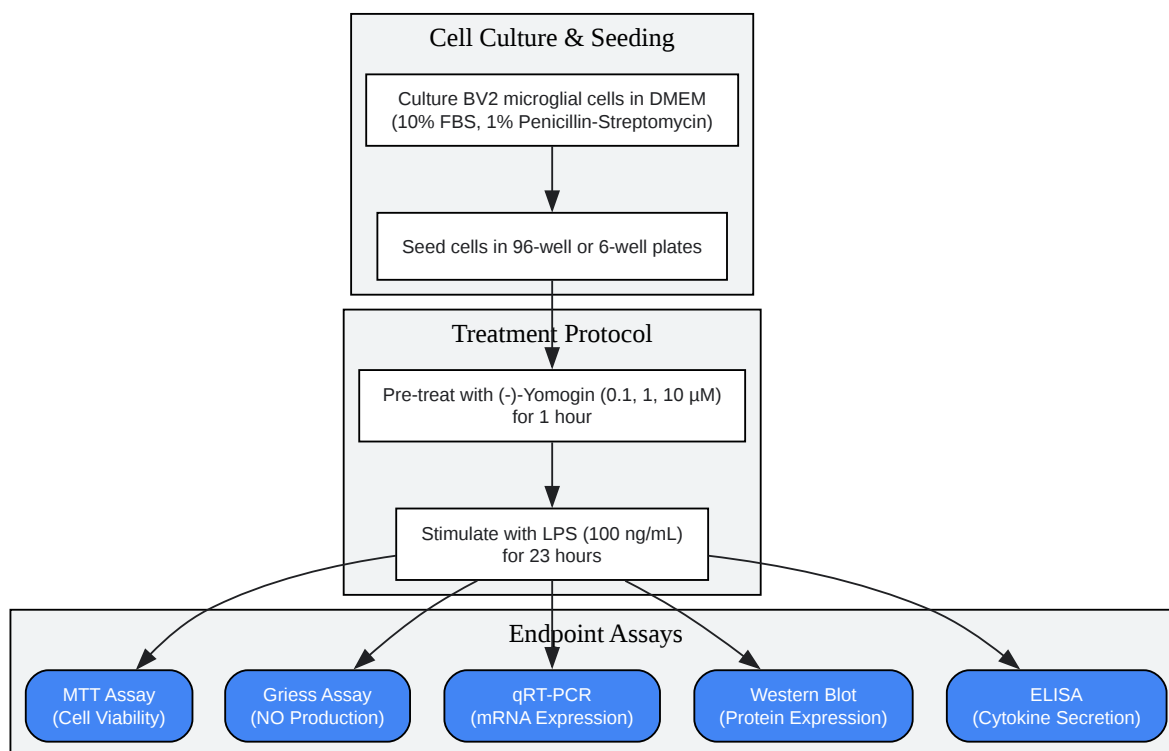 Cell Culture & Seeding
Culture BV2 microglial cells in DMEM
(10% FBS, 1% Penicillin-Streptomycin)
Seed cells in 96-well or 6-well plates
Treatment Protocol
Pre-treat with (-)-Yomogin (0.1, 1, 10 µM)
for 1 hour
Stimulate with LPS (100 ng/mL)
for 23 hours
Endpoint Assays
MTT Assay
(Cell Viability)
Griess Assay
(NO Production)
qRT-PCR
(mRNA Expression)
Western Blot
(Protein Expression)
ELISA
(Cytokine Secretion)